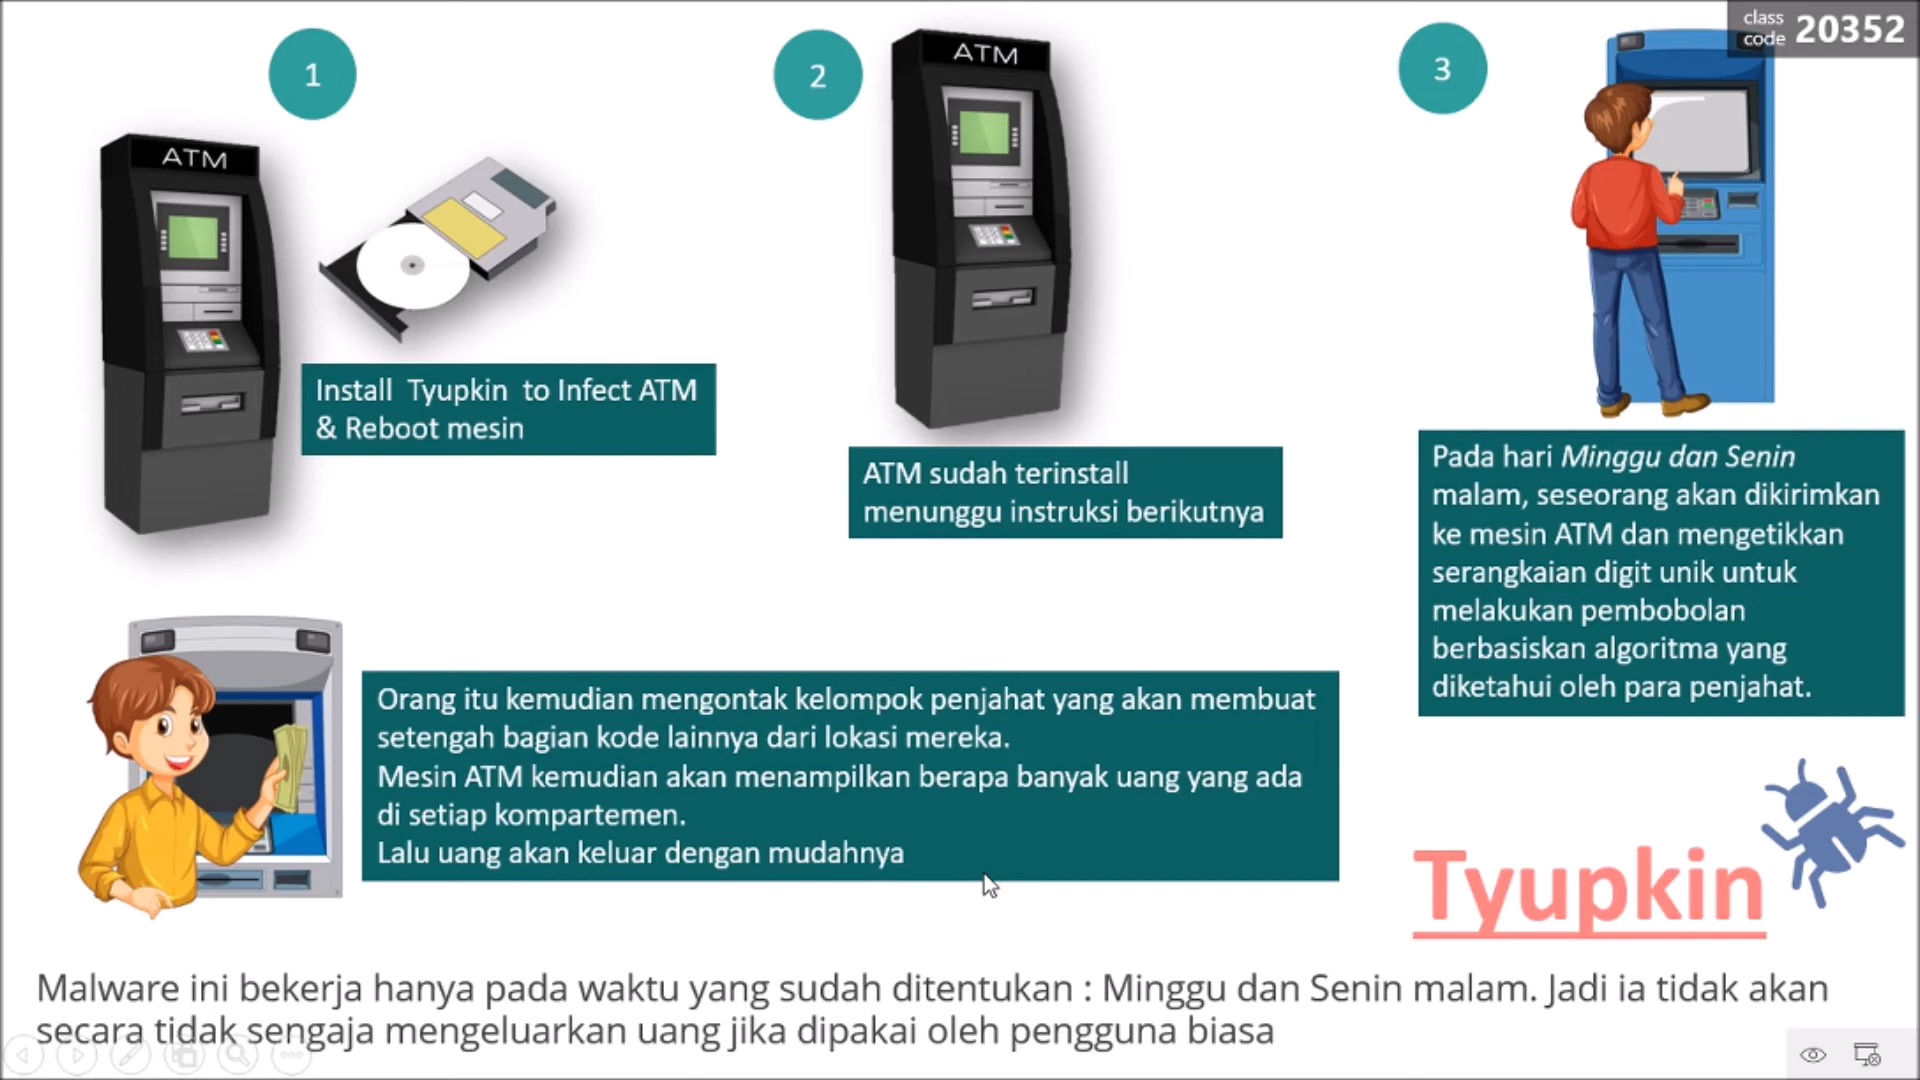 class
code 20352
1
ATM
Install Tyupkin to Infect ATM
& Reboot mesin
2
ATM
ATM sudah terinstall
menunggu instruksi berikutnya
3
Pada hari Minggu dan Senin
malam, seseorang akan dikirimkan
ke mesin ATM dan mengetikkan
serangkaian digit unik untuk
melakukan pembobolan
berbasiskan algoritma yang
diketahui oleh para penjahat.
Orang itu kemudian mengontak kelompok penjahat yang akan membuat
setengah bagian kode lainnya dari lokasi mereka.
Mesin ATM kemudian akan menampilkan berapa banyak uang yang ada
di setiap kompartemen.
Lalu uang akan keluar dengan mudahnya
Tyupkin
Malware ini bekerja hanya pada waktu yang sudah ditentukan : Minggu dan Senin malam. Jadi ia tidak akan
secara tidak sengaja mengeluarkan uang jika dipakai oleh pengguna biasa